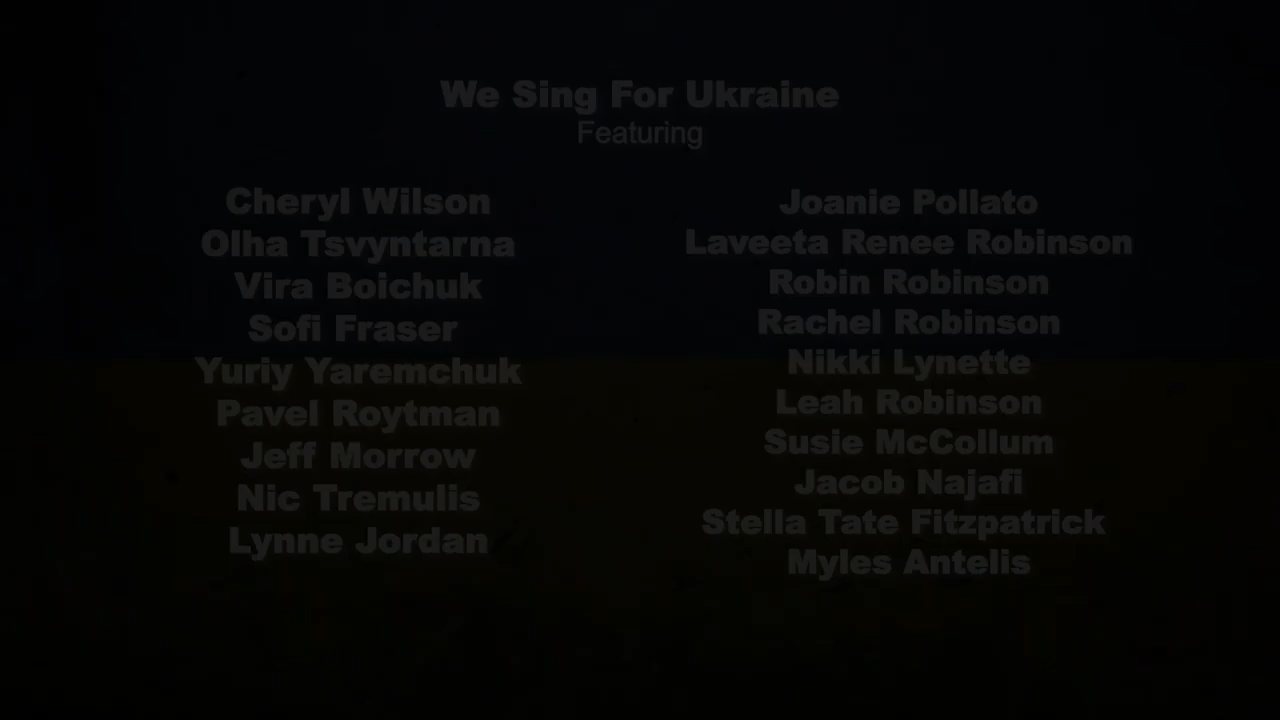 We Sing For Ukraine
Featuring
Cheryl Wilson
Olha Tsvyntarna
Vira Boichuk
Sofi Fraser
Yuriy Yaremchuk
Pavel Roytman
Jeff Morrow
Nic Tremulis
Lynne Jordan
Joanie Pollato
Laveeta Renee Robinson
Robin Robinson
Rachel Robinson
Nikki Lynette
Leah Robinson
Susie McCollum
Jacob Najafi
Stella Tate Fitzpatrick
Myles Antelis